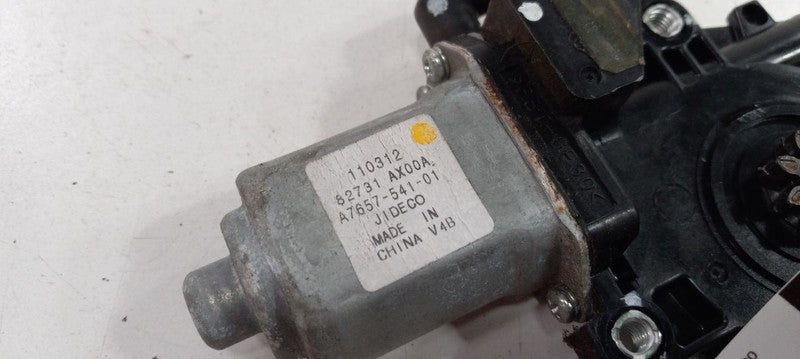 110312
82731 AX00A
A7657-541-01
JIDECO
MADE IN
CHINA V4B